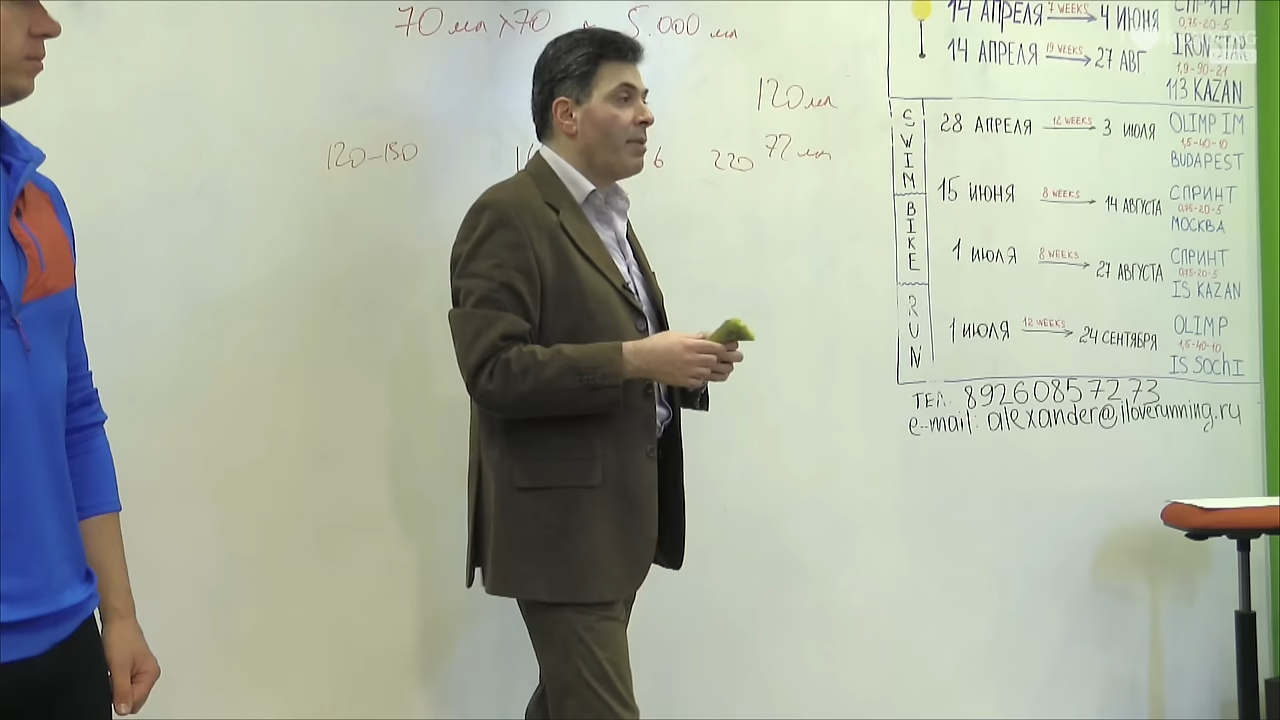 70 мл x 70 ~ 5.000 мл
120 мл
120-150
220 72 мл
14 АПРЕЛЯ 7 WEEKS 4 ИЮНЯ СПРИНТ
0,75-20-5
14 АПРЕЛЯ 19 WEEKS 27 АВГ IRONSTAR
1,9-90-21
113 KAZAN
SWIM
BIKE
RUN
28 АПРЕЛЯ 12 WEEKS 3 ИЮЛЯ OLIMP IM
1,5-40-10
BUDAPEST
15 ИЮНЯ 8 WEEKS 14 АВГУСТА СПРИНТ
0,75-20-5
МОСКВА
1 ИЮЛЯ 8 WEEKS 27 АВГУСТА СПРИНТ
0,75-20-5
IS KAZAN
1 ИЮЛЯ 12 WEEKS 24 СЕНТЯБРЯ OLIMP
1,5-40-10
IS SOCHI
ТЕЛ. 89260857273
e-mail: alexander@iloverunning.ru